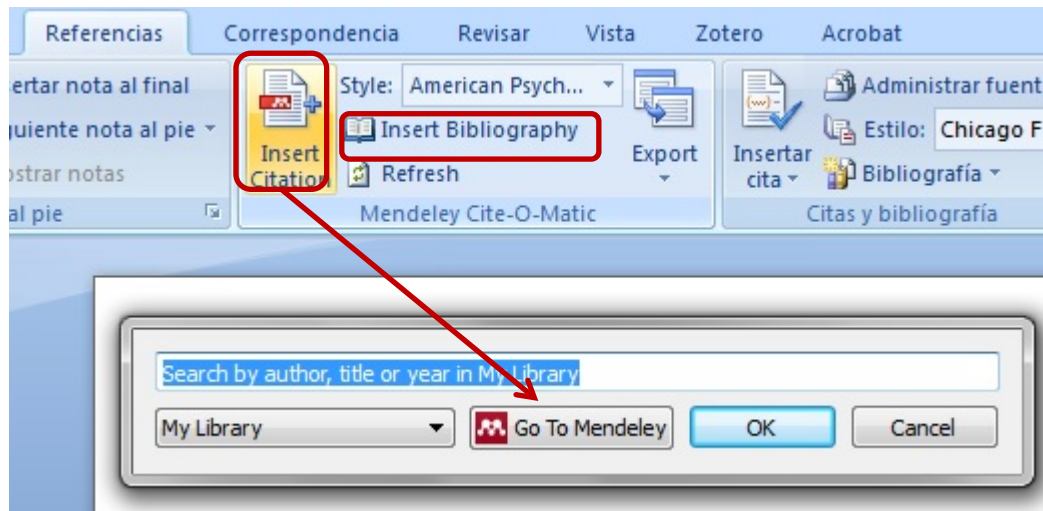 Referencias Correspondencia Revisar Vista Zotero Acrobat
ertar nota al final
guiente nota al pie
ostrar notas
al pie
Insert
Citation
Style: American Psych...
Insert Bibliography
Refresh
Export
Mendeley Cite-O-Matic
Insertar
cita
Administrar fuent
Estilo: Chicago F
Bibliografía
Citas y bibliografía
Search by author, title or year in My Library
My Library Go To Mendeley OK Cancel